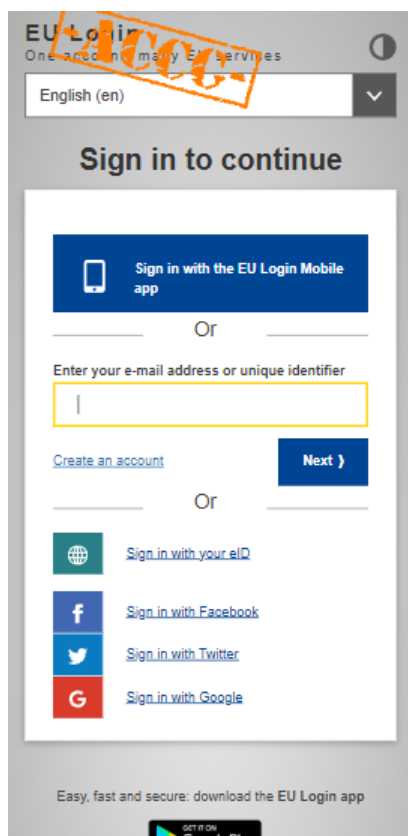 EU Login
One account, many EU services
ACCC
English (en)
Sign in to continue
Sign in with the EU Login Mobile
app
Or
Enter your e-mail address or unique identifier
Create an account
Next ❭
Or
Sign in with your eID
Sign in with Facebook
Sign in with Twitter
G
Sign in with Google
Easy, fast and secure: download the EU Login app
GET IT ON